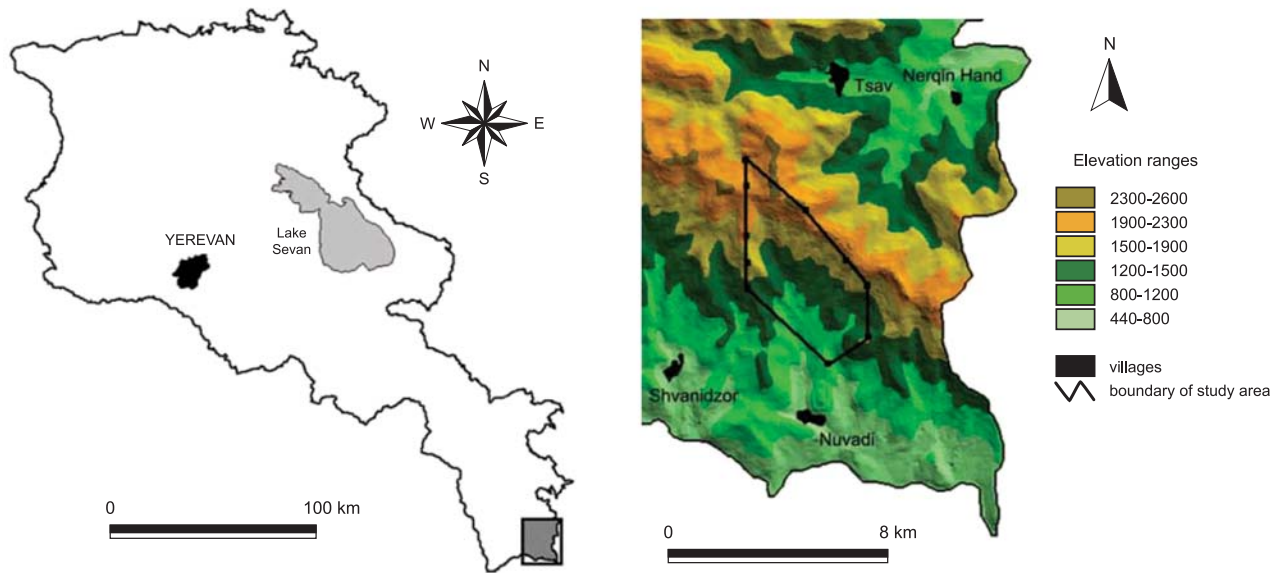 N
W
E
S
YEREVAN
Lake
Sevan
0
100 km
Tsav
Nerqin Hand
Shvanidzor
Nuvadi
0
8 km
N
Elevation ranges
2300-2600
1900-2300
1500-1900
1200-1500
800-1200
440-800
villages
boundary of study area